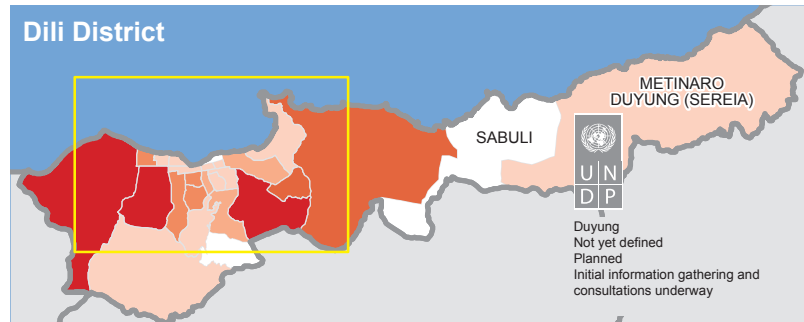 Dili District
METINARO
DUYUNG (SEREIA)
SABULI
U N
D P
Duyung
Not yet defined
Planned
Initial information gathering and
consultations underway